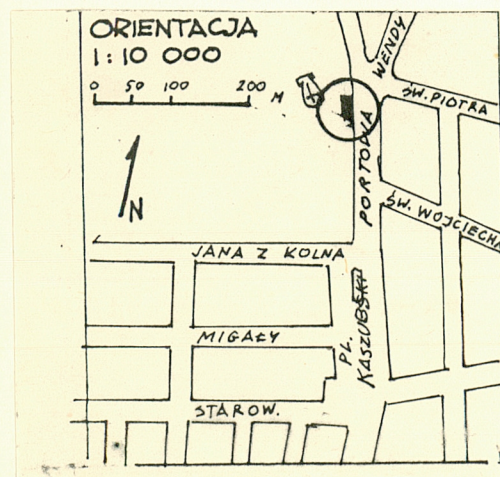 ORIENTACJA
1:10 000
0 50 100 200 M
WENDY
ŚW. PIOTRA
PORTOWA
ŚW. WOJCIECHA
N
JANA Z KOLNA
PL. KASZUBSKI
MIGAŁY
STAROW.